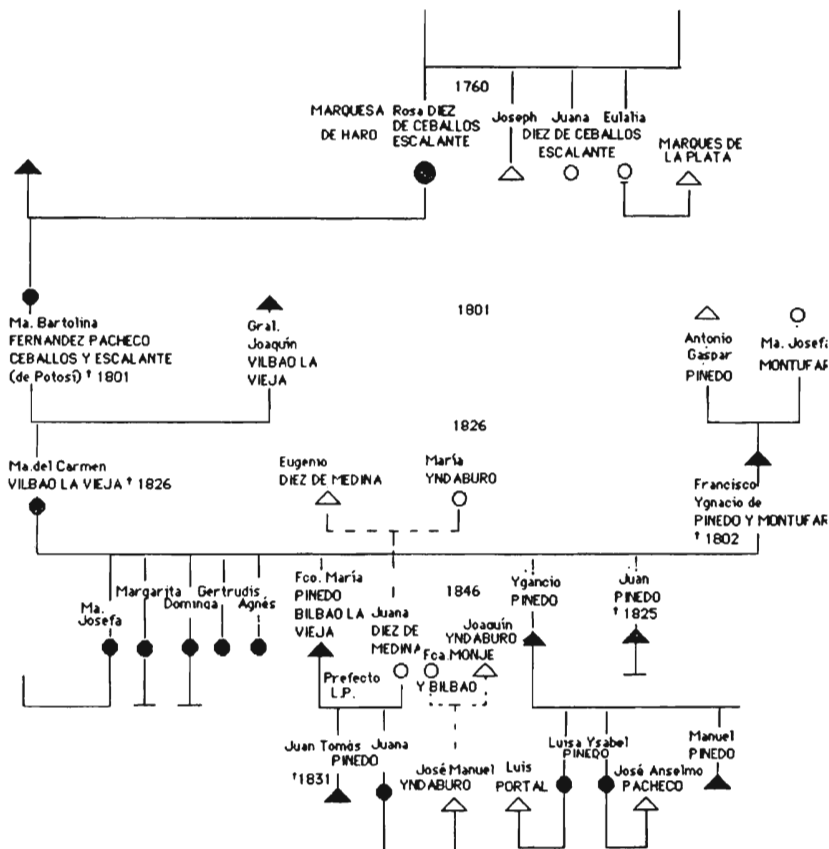 1760
MARQUESA
DE HARO
Rosa DIEZ
DE CEBALLOS
ESCALANTE
Joseph
Juana
Eulalia
DIEZ DE CEBALLOS
ESCALANTE
MARQUES DE
LA PLATA
Ma. Bartolina
FERNANDEZ PACHECO
CEBALLOS Y ESCALANTE
(de Potosí) † 1801
Gral.
Joaquín
VILBAO LA
VIEJA
1801
Antonio
Gaspar
PINEDO
Ma. Josefa
MONTUFAR
1826
Ma.del Carmen
VILBAO LA VIEJA † 1826
Eugenio
DIEZ DE MEDINA
María
YNDABURO
Francisco
Ygnacio de
PINEDO Y MONTUFAR
† 1802
Ma.
Josefa
Margarita
Dominga
Gertrudis
Agnés
Fco. María
PINEDO
BILBAO LA
VIEJA
Juana
DIEZ DE
MEDINA
1846
Joaquín
YNDABURO
Fca. MONJE
Y BILBAO
Ygancio
PINEDO
Juan
PINEDO
† 1825
Prefecto
L.P.
Juan Tomás
PINEDO
†1831
Juana
José Manuel
YNDABURO
Luis
PORTAL
Luisa Ysabel
PINEDO
José Anselmo
PACHECO
Manuel
PINEDO